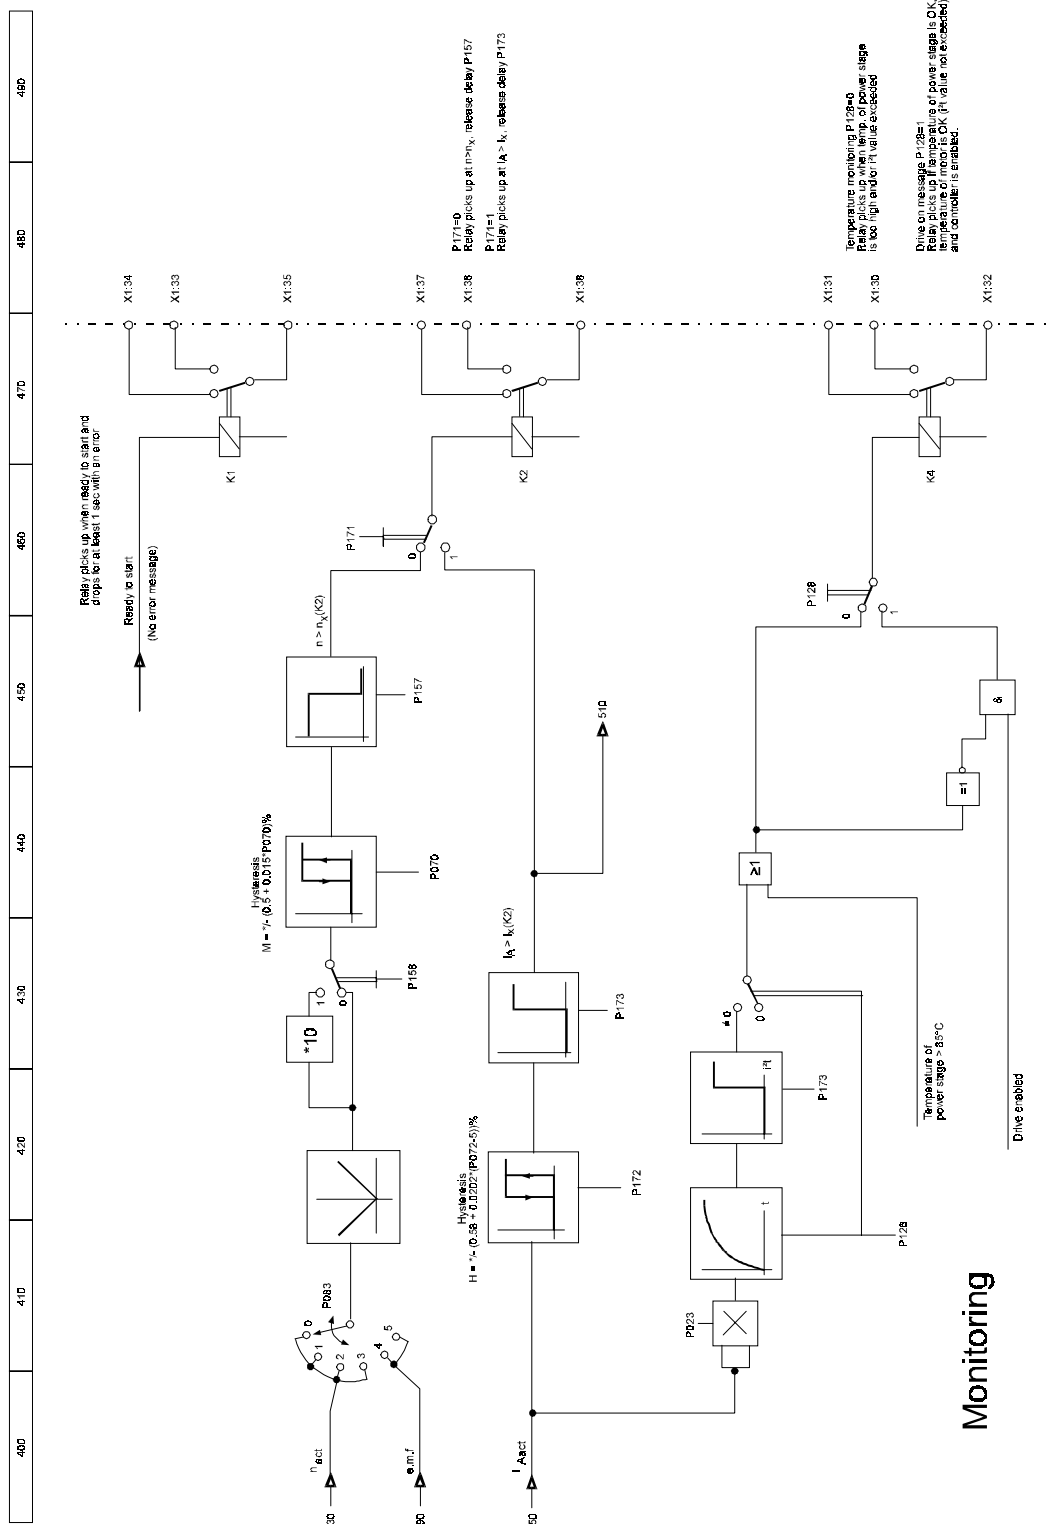 400
410
420
430
440
450
460
470
480
490
Relay picks up when ready to start and
drops for at least 1 sec with an error
Ready to start
(No error message)
K1
X1:34
X1:33
X1:35
30
n act
90
e.m.f
P083
0
1
2
3
4
5
*10
1
0
P158
Hysteresis
M = */- (0.5 + 0.015*P070)%
P070
P157
n > nX(K2)
P171
0
1
K2
X1:37
X1:36
X1:38
P171=0
Relay picks up at n>nX, release delay P157
P171=1
Relay picks up at IA > IX, release delay P173
50
I Aact
Hysteresis
H = */- (0.58 + 0.0202*(P072-5))%
P172
P173
IA > IX(K2)
510
P023
t
P128
i²t
P173
≠ 0
0
≥1
=1
&
Temperature of
power stage > 85°C
Drive enabled
P128
0
1
K4
X1:31
X1:30
X1:32
Temperature monitoring P128=0
Relay picks up when temp. of power stage
is too high and/or i²t value exceeded
Drive on message P128=1
Relay picks up if temperature of power stage is OK,
temperature of motor is OK (i²t value not exceeded)
and controller is enabled.
Monitoring